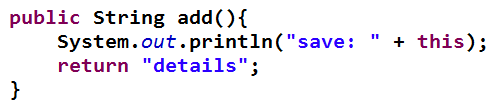 public String add(){
    System.out.println("save: " + this);
    return "details";
}